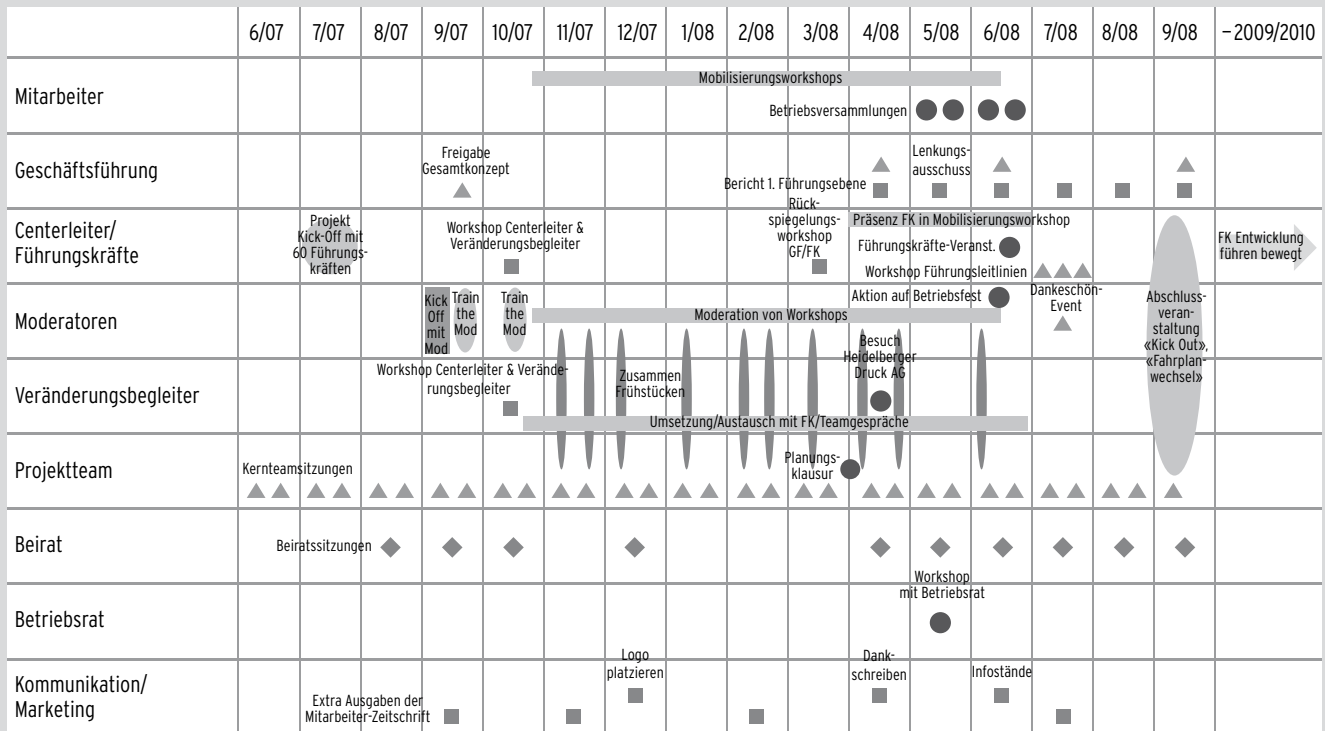 6/07 7/07 8/07 9/07 10/07 11/07 12/07 1/08 2/08 3/08 4/08 5/08 6/08 7/08 8/08 9/08 –2009/2010
Mitarbeiter
Mobilisierungsworkshops
Betriebsversammlungen
Geschäftsführung
Freigabe
Gesamtkonzept
Lenkungs-
ausschuss
Bericht 1. Führungsebene
Centerleiter/
Führungskräfte
Projekt
Kick-Off mit
60 Führungs-
kräften
Workshop Centerleiter &
Veränderungsbegleiter
Rück-
spiegelungs-
workshop
GF/FK
Präsenz FK in Mobilisierungsworkshop
Führungskräfte-Veranst.
Workshop Führungsleitlinien
FK Entwicklung
führen bewegt
Moderatoren
Kick
Off
mit
Mod
Train
the
Mod
Train
the
Mod
Moderation von Workshops
Aktion auf Betriebsfest
Dankeschön-
Event
Abschluss-
veran-
staltung
«Kick Out»,
«Fahrplan-
wechsel»
Veränderungsbegleiter
Workshop Centerleiter & Verände-
rungsbegleiter
Zusammen
Frühstücken
Besuch
Heidelberger
Druck AG
Umsetzung/Austausch mit FK/Teamgespräche
Projektteam
Kernteamsitzungen
Planungs-
klausur
Beirat
Beiratssitzungen
Betriebsrat
Workshop
mit Betriebsrat
Kommunikation/
Marketing
Extra Ausgaben der
Mitarbeiter-Zeitschrift
Logo
platzieren
Dank-
schreiben
Infostände